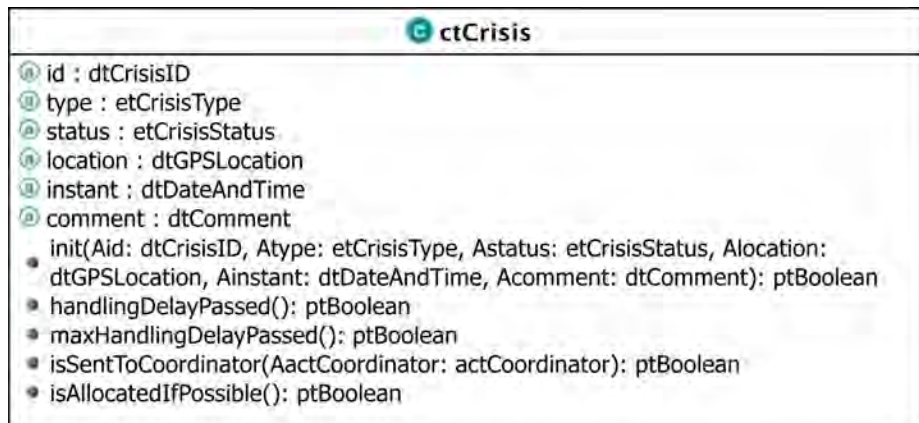 C ctCrisis
a id : dtCrisisID
a type : etCrisisType
a status : etCrisisStatus
a location : dtGPSLocation
a instant : dtDateAndTime
a comment : dtComment
init(Aid: dtCrisisID, Atype: etCrisisType, Astatus: etCrisisStatus, Alocation:
dtGPSLocation, Ainstant: dtDateAndTime, Acomment: dtComment): ptBoolean
handlingDelayPassed(): ptBoolean
maxHandlingDelayPassed(): ptBoolean
isSentToCoordinator(AactCoordinator: actCoordinator): ptBoolean
isAllocatedIfPossible(): ptBoolean